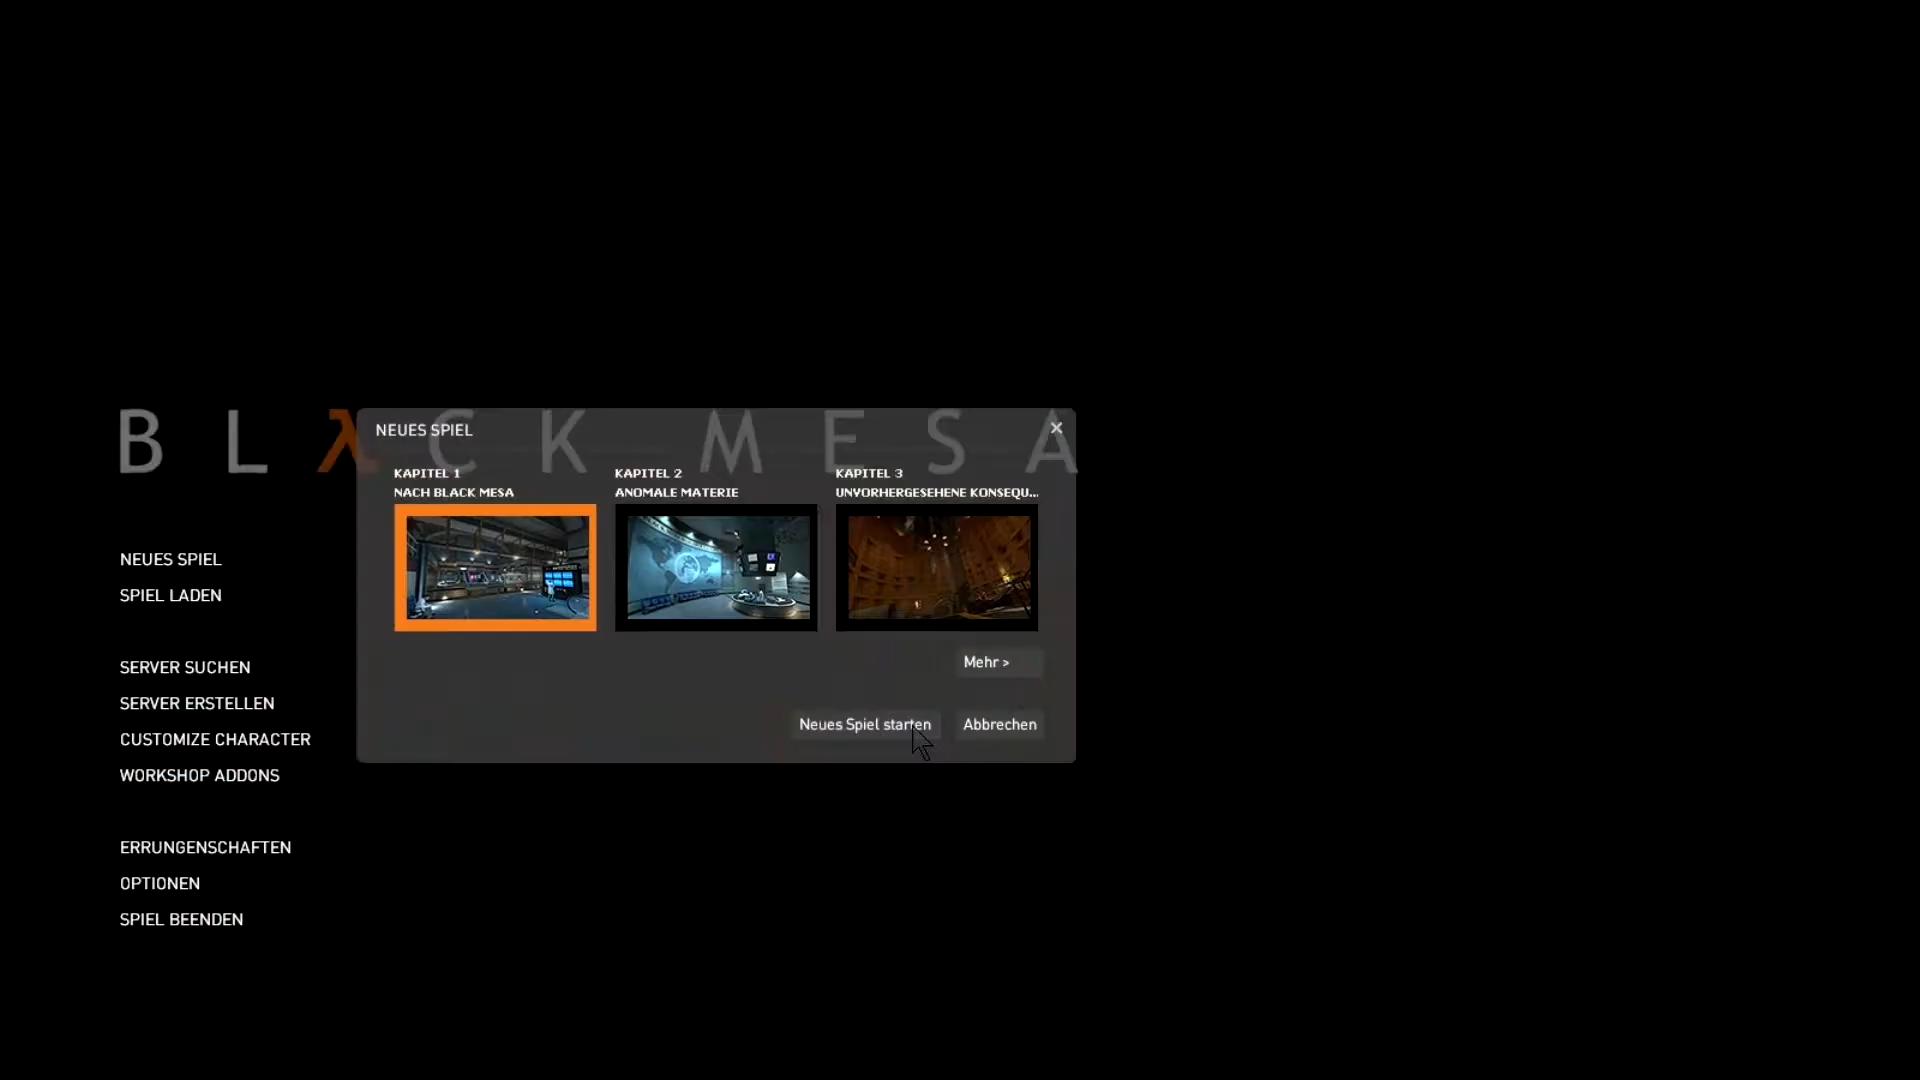 BLλCK MESA
NEUES SPIEL
KAPITEL 1
NACH BLACK MESA
KAPITEL 2
ANOMALE MATERIE
KAPITEL 3
UNVORHERGESEHENE KONSEQU...
Mehr >
Neues Spiel starten
Abbrechen
NEUES SPIEL
SPIEL LADEN
SERVER SUCHEN
SERVER ERSTELLEN
CUSTOMIZE CHARACTER
WORKSHOP ADDONS
ERRUNGENSCHAFTEN
OPTIONEN
SPIEL BEENDEN